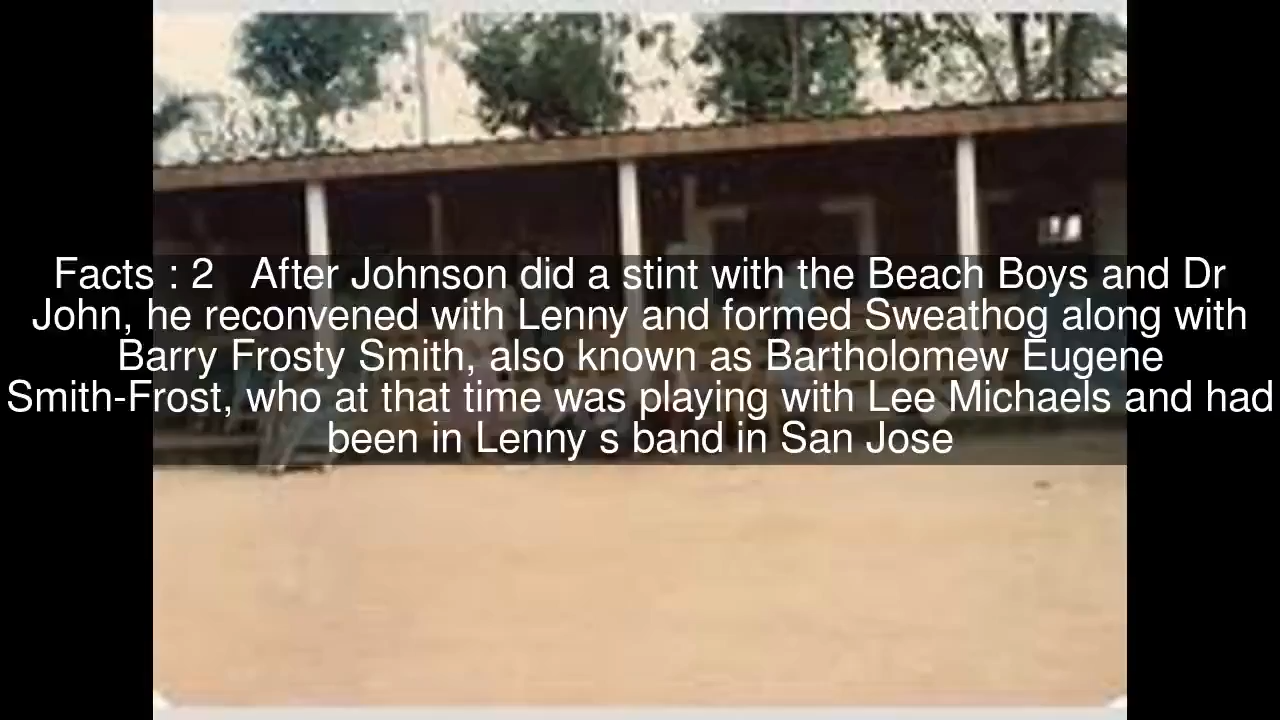 Facts : 2 After Johnson did a stint with the Beach Boys and Dr
John, he reconvened with Lenny and formed Sweathog along with
Barry Frosty Smith, also known as Bartholomew Eugene
Smith-Frost, who at that time was playing with Lee Michaels and had
been in Lenny s band in San Jose